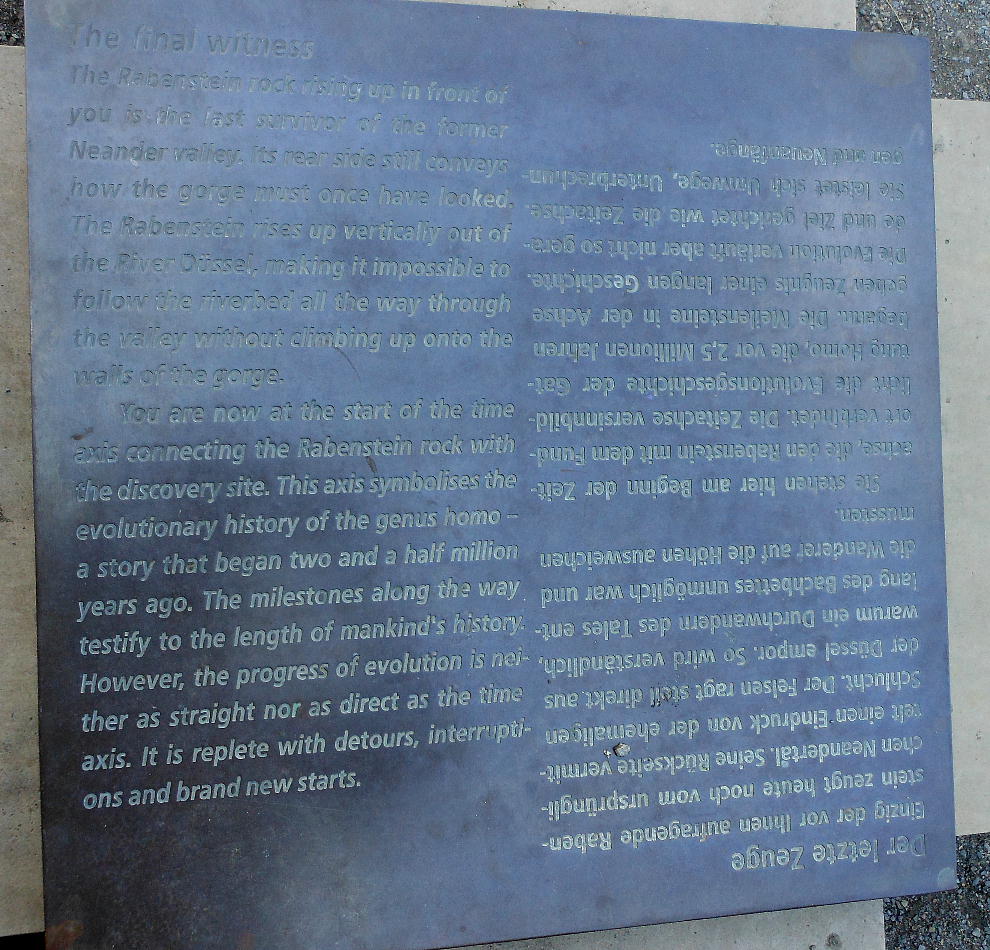 The final witness
The Rabenstein rock rising up in front of
you is the last survivor of the former
Neander valley. Its rear side still conveys
how the gorge must once have looked.
The Rabenstein rises up vertically out of
the River Düssel, making it impossible to
follow the riverbed all the way through
the valley without climbing up onto the
walls of the gorge.
You are now at the start of the time
axis connecting the Rabenstein rock with
the discovery site. This axis symbolises the
evolutionary history of the genus homo –
a story that began two and a half million
years ago. The milestones along the way
testify to the length of mankind's history.
However, the progress of evolution is nei-
ther as straight nor as direct as the time
axis. It is replete with detours, interrupti-
ons and brand new starts.
Der letzte Zeuge
Einzig der vor Ihnen aufragende Raben-
stein zeugt heute noch vom ursprüngli-
chen Neandertal. Seine Rückseite vermit-
telt einen Eindruck von der ehemaligen
Schlucht. Der Felsen ragt steil direkt aus
der Düssel empor. So wird verständlich,
warum ein Durchwandern des Tales ent-
lang des Bachbettes unmöglich war und
die Wanderer auf die Höhen ausweichen
mussten.
Sie stehen hier am Beginn der Zeit-
achse, die den Rabenstein mit dem Fund-
ort verbindet. Die Zeitachse versinnbild-
licht die Evolutionsgeschichte der Gat-
tung Homo, die vor 2,5 Millionen Jahren
begann. Die Meilensteine in der Achse
geben Zeugnis einer langen Geschichte.
Die Evolution verläuft aber nicht so gera-
de und Ziel gerichtet wie die Zeitachse.
Sie leistet sich Umwege, Unterbrechun-
gen und Neuanfänge.